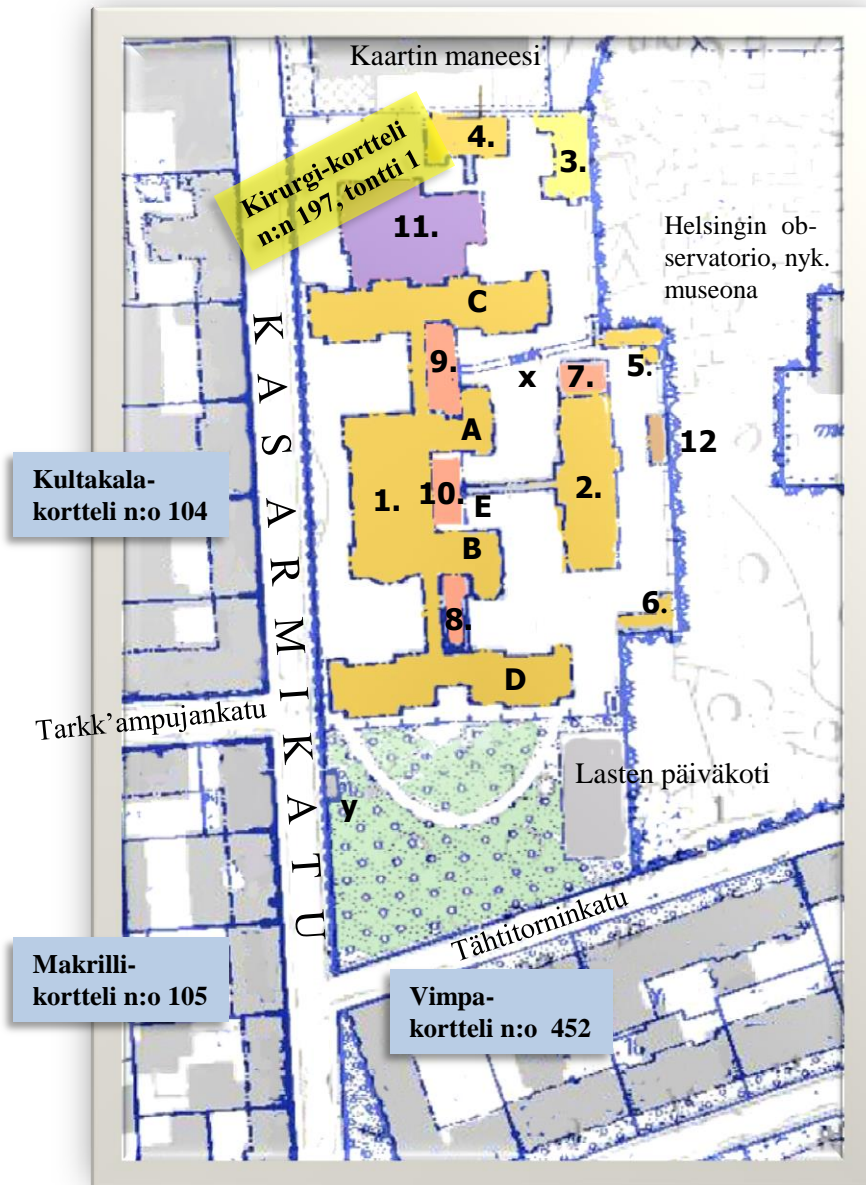 Kaartin maneesi
4.
3.
Kirurgi-kortteli
n:n 197, tontti 1
11.
Helsingin ob-
servatorio, nyk.
museona
C
9.
x
7.
5.
A
12
KASARMIKATU
Kultakala-
kortteli n:o 104
1.
10.
E
2.
B
8.
6.
D
Tarkk'ampujankatu
Lasten päiväkoti
y
Tähtitorninkatu
Makrilli-
kortteli n:o 105
Vimpa-
kortteli n:o 452